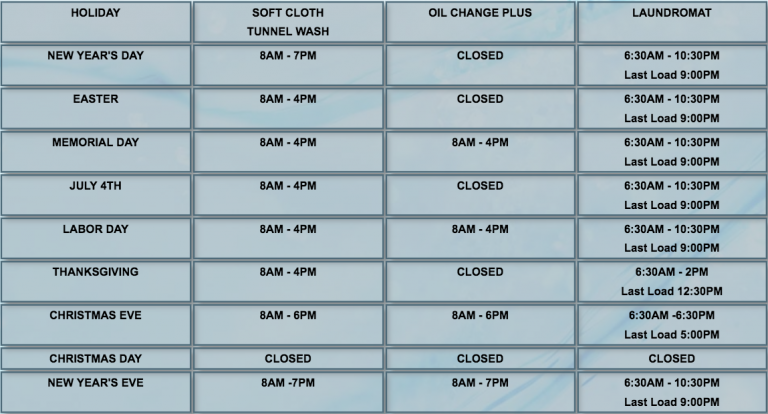 HOLIDAY SOFT CLOTH OIL CHANGE PLUS LAUNDROMAT
TUNNEL WASH
NEW YEAR'S DAY 8AM - 7PM CLOSED 6:30AM - 10:30PM
Last Load 9:00PM
EASTER 8AM - 4PM CLOSED 6:30AM - 10:30PM
Last Load 9:00PM
MEMORIAL DAY 8AM - 4PM 8AM - 4PM 6:30AM - 10:30PM
Last Load 9:00PM
JULY 4TH 8AM - 4PM CLOSED 6:30AM - 10:30PM
Last Load 9:00PM
LABOR DAY 8AM - 4PM 8AM - 4PM 6:30AM - 10:30PM
Last Load 9:00PM
THANKSGIVING 8AM - 4PM CLOSED 6:30AM - 2PM
Last Load 12:30PM
CHRISTMAS EVE 8AM - 6PM 8AM - 6PM 6:30AM -6:30PM
Last Load 5:00PM
CHRISTMAS DAY CLOSED CLOSED CLOSED
NEW YEAR'S EVE 8AM -7PM 8AM - 7PM 6:30AM - 10:30PM
Last Load 9:00PM